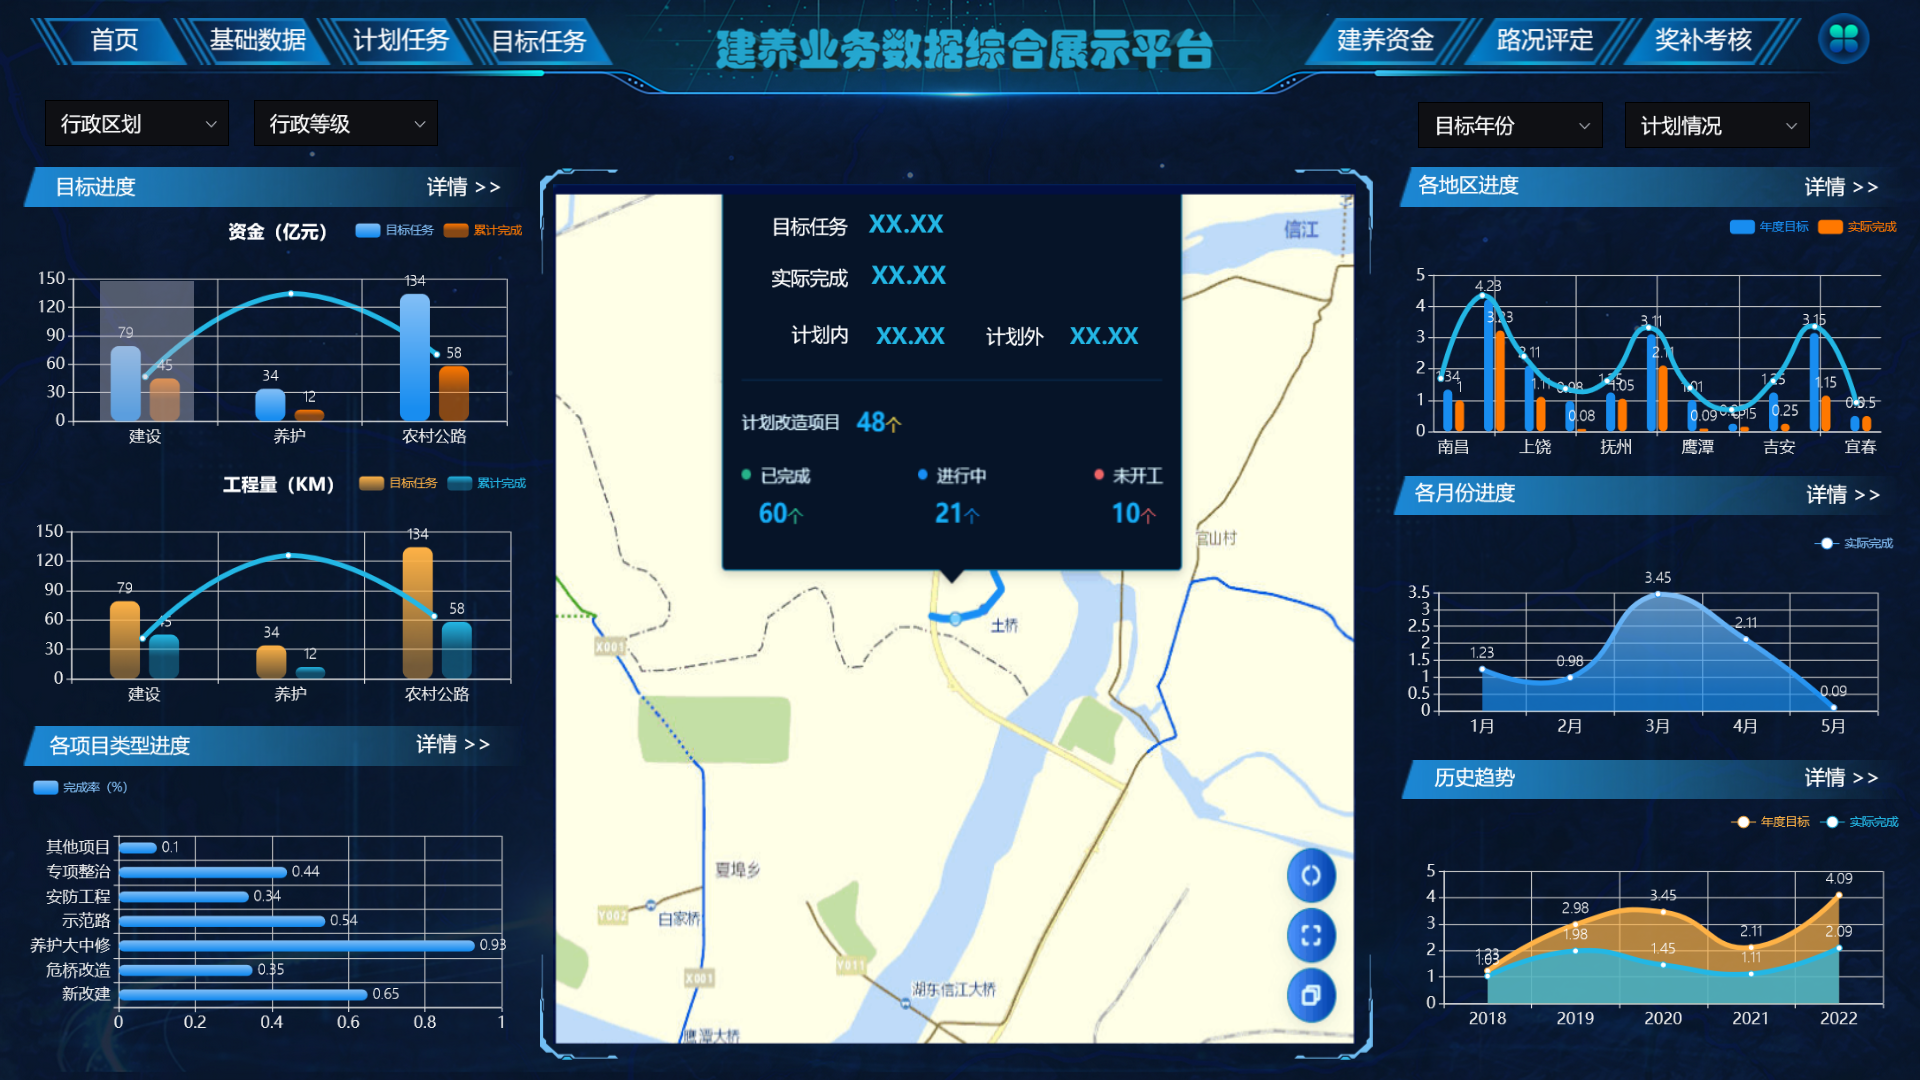 首页
基础数据
计划任务
目标任务
建养业务数据综合展示平台
建养资金
路况评定
奖补考核
行政区划
行政等级
目标年份
计划情况
目标进度
详情 >>
资金（亿元）
目标任务
累计完成
150
120
90
60
30
0
79
45
34
12
134
58
建设
养护
农村公路
工程量（KM）
目标任务
累计完成
150
120
90
60
30
0
79
45
34
12
134
58
建设
养护
农村公路
各项目类型进度
详情 >>
完成率（%）
其他项目
0.1
专项整治
0.44
安防工程
0.34
示范路
0.54
养护大中修
0.93
危桥改造
0.35
新改建
0.65
0
0.2
0.4
0.6
0.8
1
目标任务 XX.XX
实际完成 XX.XX
计划内 XX.XX 计划外 XX.XX
计划改造项目 48个
已完成
进行中
未开工
60个
21个
10个
信江
官山村
土桥
X001
夏埠乡
Y002
白家桥
X001
Y011
湖东信江大桥
鹰潭大桥
各地区进度
详情 >>
年度目标
实际完成
5
4
3
2
1
0
1.34
1
4.23
3.23
2.11
1.11
0.98
0.08
1.25
1.05
3.11
2.11
1.01
0.09
0.25
0.15
1.25
0.25
3.15
1.15
0.5
0.5
南昌
上饶
抚州
鹰潭
吉安
宜春
各月份进度
详情 >>
实际完成
3.5
3
2.5
2
1.5
1
0.5
0
1.23
0.98
3.45
2.11
0.09
1月
2月
3月
4月
5月
历史趋势
详情 >>
年度目标
实际完成
5
4
3
2
1
0
1.23
1.03
2.98
1.98
3.45
1.45
2.11
1.11
4.09
2.09
2018
2019
2020
2021
2022